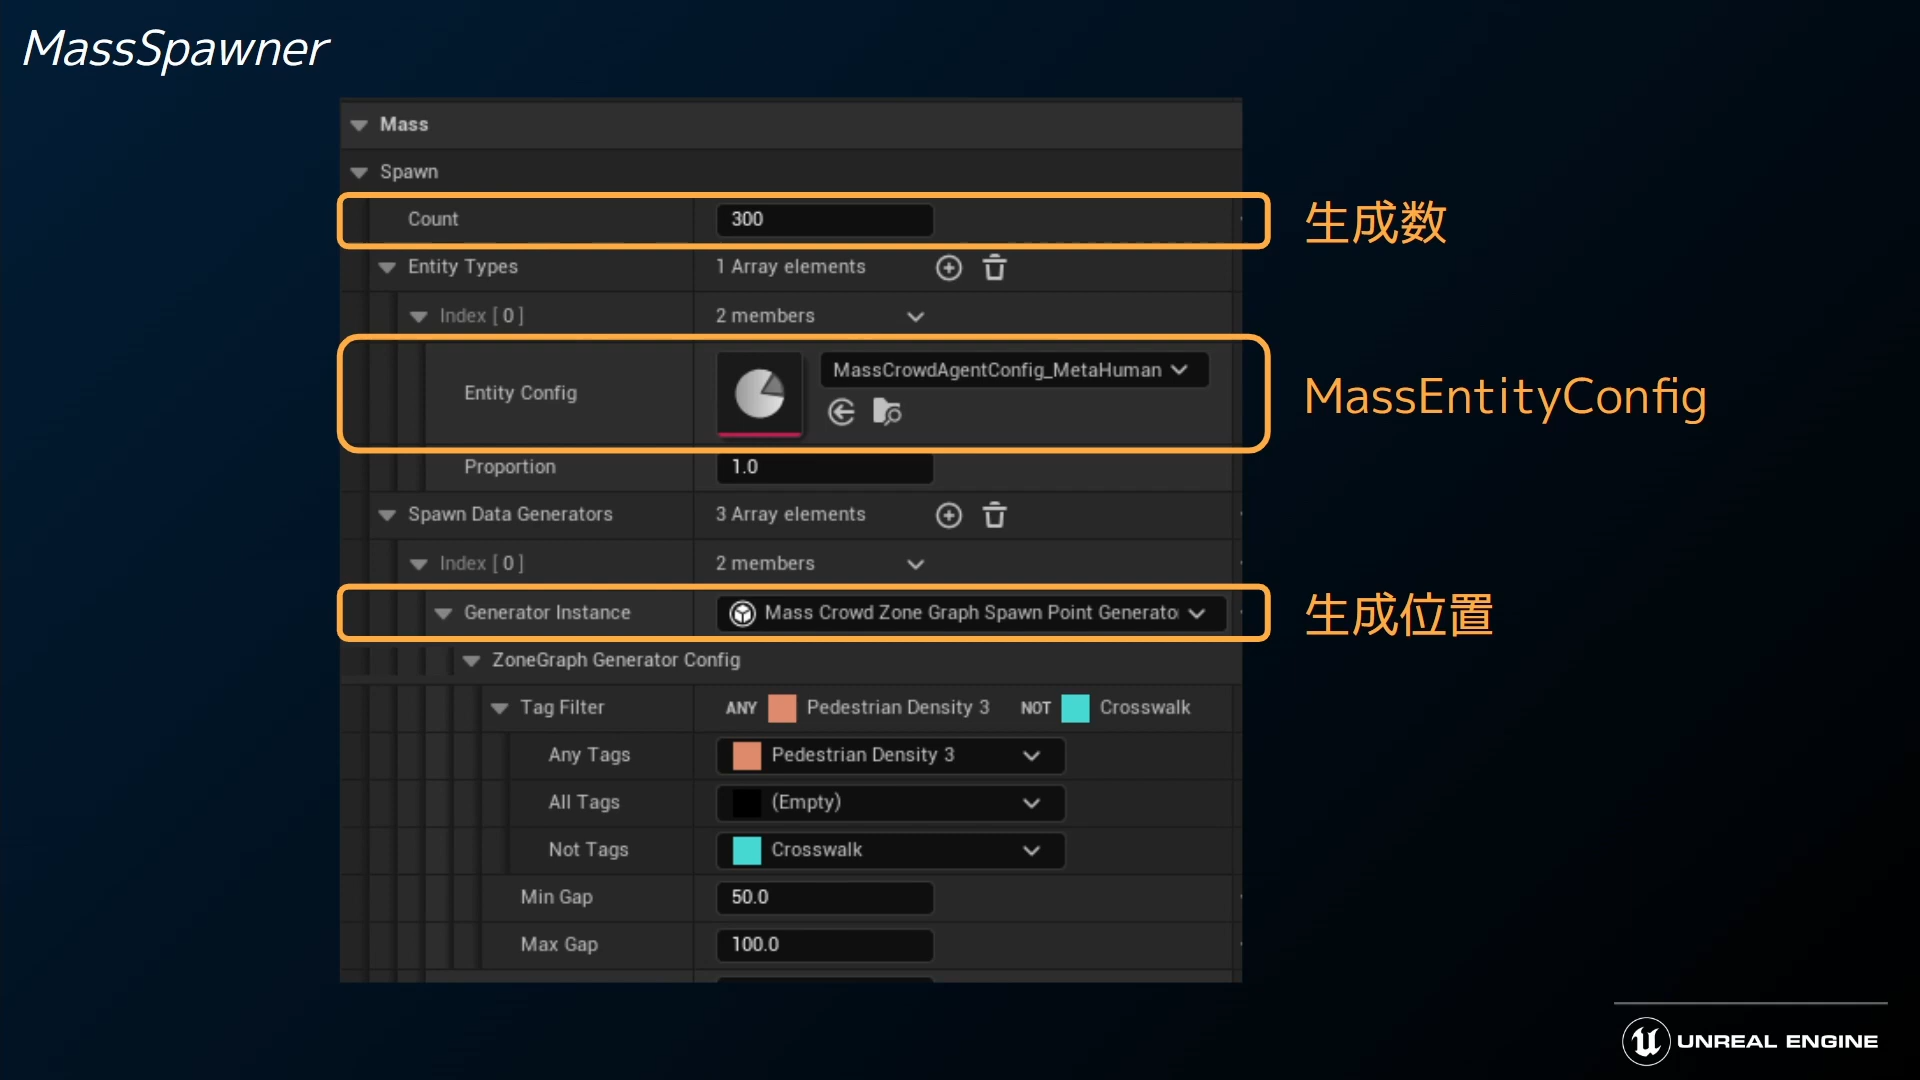 MassSpawner
Mass
Spawn
Count 300 生成数
Entity Types 1 Array elements
Index [ 0 ] 2 members
Entity Config MassCrowdAgentConfig_MetaHuman MassEntityConfig
Proportion 1.0
Spawn Data Generators 3 Array elements
Index [ 0 ] 2 members
Generator Instance Mass Crowd Zone Graph Spawn Point Generato 生成位置
ZoneGraph Generator Config
Tag Filter ANY Pedestrian Density 3 NOT Crosswalk
Any Tags Pedestrian Density 3
All Tags (Empty)
Not Tags Crosswalk
Min Gap 50.0
Max Gap 100.0
UNREAL ENGINE